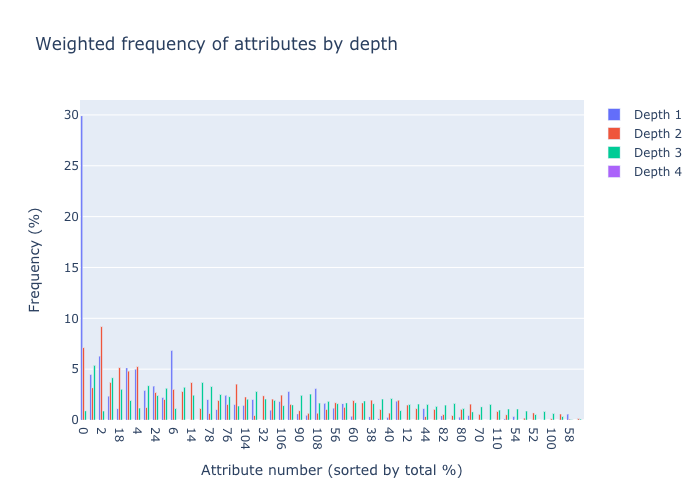 Weighted frequency of attributes by depth
30
25
20
15
10
5
0
Frequency (%)
0 2 18 4 24 6 14 78 76 104 32 106 90 108 56 60 38 40 12 44 82 80 70 110 54 52 100 58
Attribute number (sorted by total %)
Depth 1
Depth 2
Depth 3
Depth 4